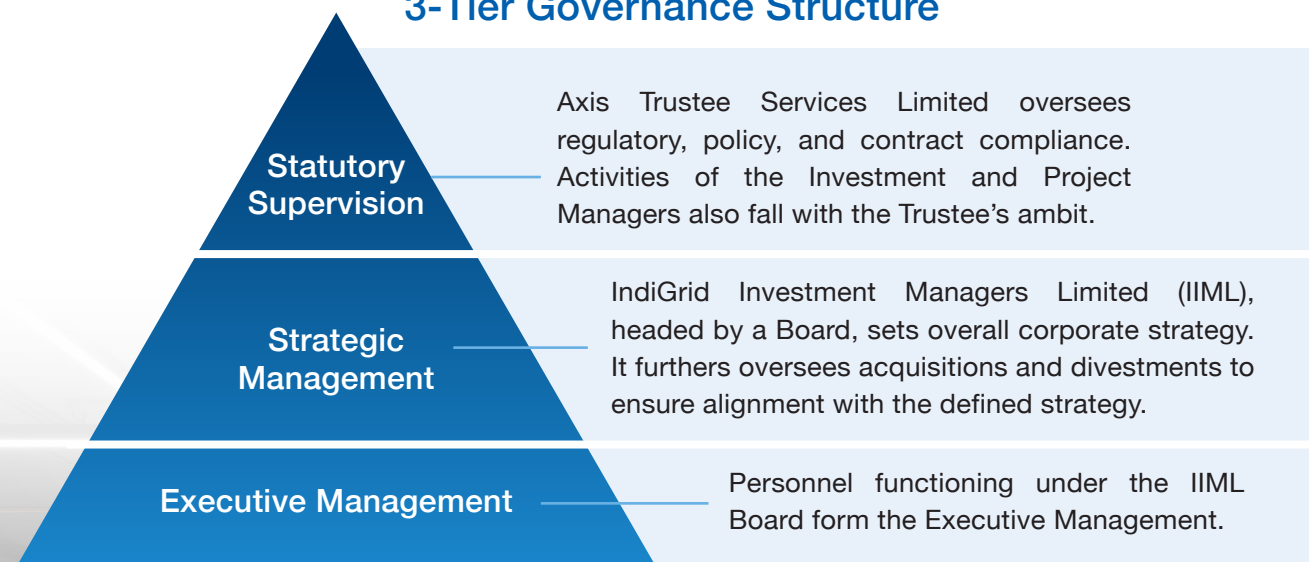 3-Tier Governance Structure
Statutory
Supervision
Axis Trustee Services Limited oversees
regulatory, policy, and contract compliance.
Activities of the Investment and Project
Managers also fall with the Trustee’s ambit.
Strategic
Management
IndiGrid Investment Managers Limited (IIML),
headed by a Board, sets overall corporate strategy.
It furthers oversees acquisitions and divestments to
ensure alignment with the defined strategy.
Executive Management
Personnel functioning under the IIML
Board form the Executive Management.